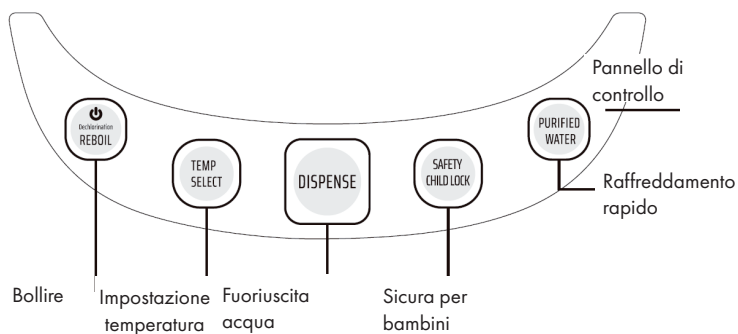 Pannello di
controllo
Dechlorination
REBOIL
TEMP
SELECT
DISPENSE
SAFETY
CHILD LOCK
PURIFIED
WATER
Raffreddamento
rapido
Bollire
Impostazione
temperatura
Fuoriuscita
acqua
Sicura per
bambini